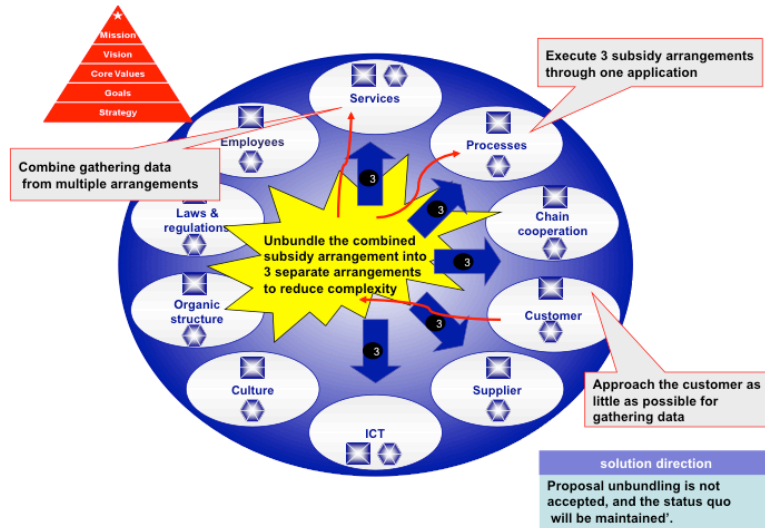 Mission
Vision
Core Values
Goals
Strategy
Execute 3 subsidy arrangements
through one application
Services
Employees
Processes
Combine gathering data
from multiple arrangements
3
3
Laws &
regulations
Chain
cooperation
Unbundle the combined
subsidy arrangement into
3 separate arrangements
to reduce complexity
3
Organic
structure
Customer
3
3
Culture
Supplier
Approach the customer as
little as possible for
gathering data
ICT
solution direction
Proposal unbundling is not
accepted, and the status quo
will be maintained'.